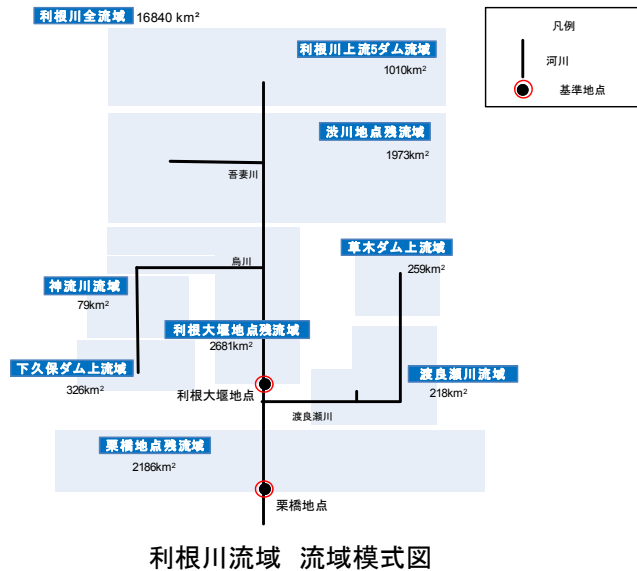 利根川全流域 16840 km²
凡例
河川
基準地点
利根川上流5ダム流域
1010km²
渋川地点残流域
1973km²
吾妻川
烏川
草木ダム上流域
259km²
神流川流域
79km²
利根大堰地点残流域
2681km²
下久保ダム上流域
326km²
渡良瀬川流域
218km²
利根大堰地点
渡良瀬川
栗橋地点残流域
2186km²
栗橋地点
利根川流域 流域模式図